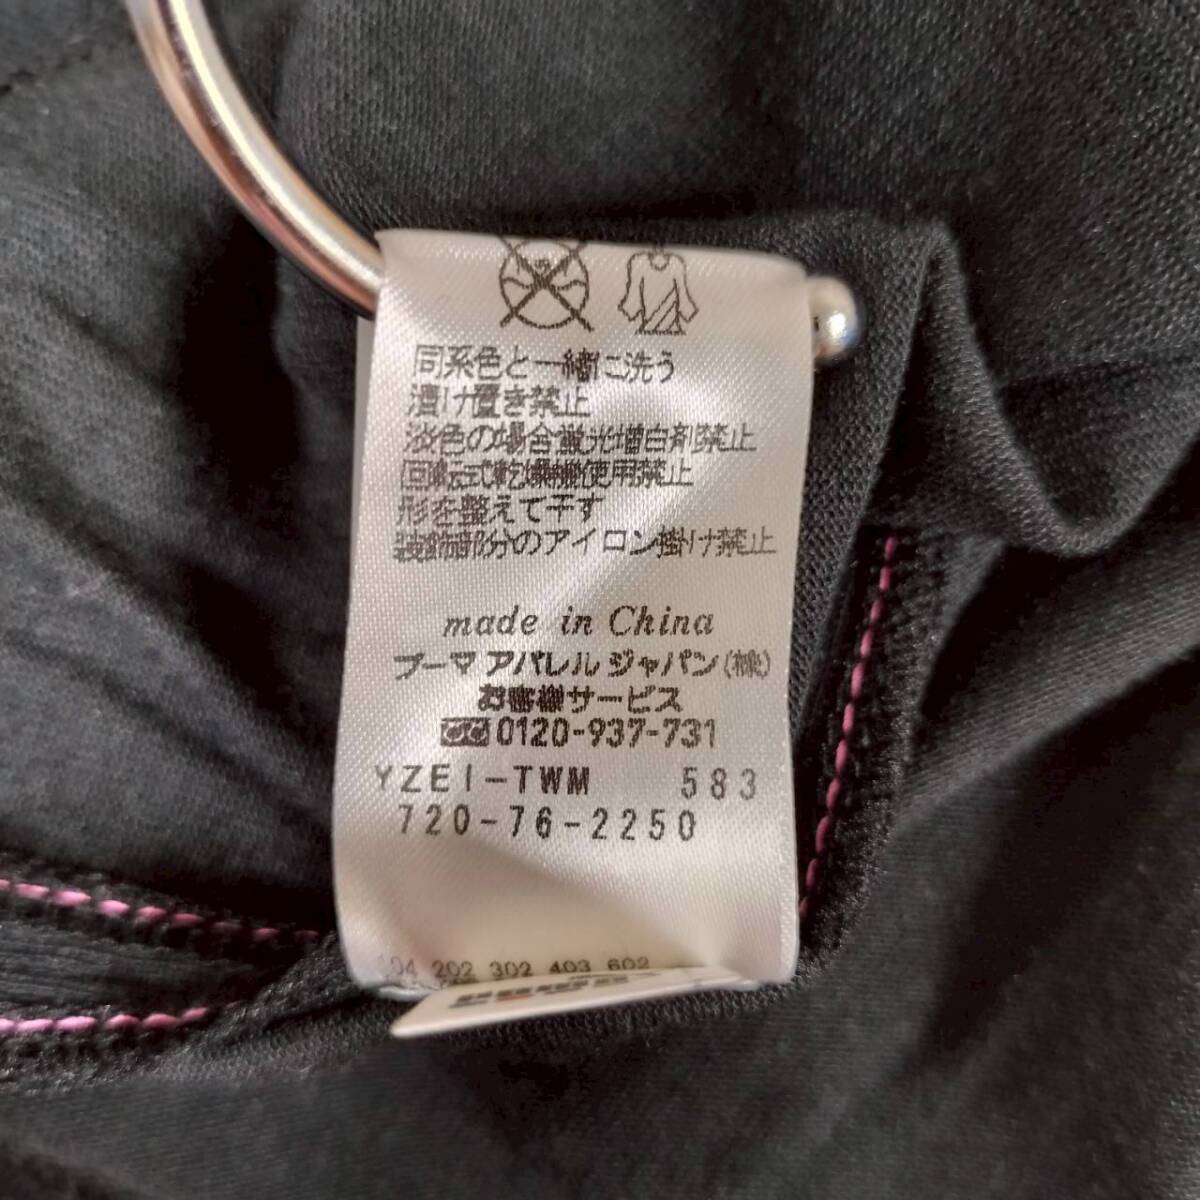 同系色と一緒に洗う
漬け置き禁止
淡色の場合蛍光増白剤禁止
回転式乾燥機使用禁止
形を整えて干す
装飾部分のアイロン掛け禁止
made in China
プーマ アパレル ジャパン(株)
お客様サービス
0120-937-731
YZEI-TWM 583
720-76-2250
202 302 403 602